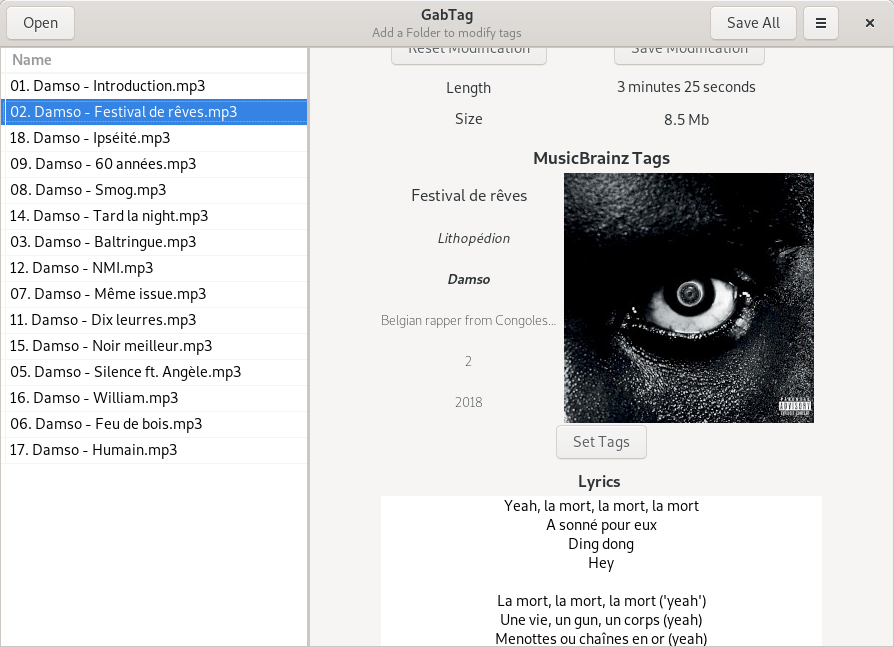 Open
GabTag
Add a Folder to modify tags
Save All
Name
01. Damso - Introduction.mp3
02. Damso - Festival de rêves.mp3
18. Damso - Ipséité.mp3
09. Damso - 60 années.mp3
08. Damso - Smog.mp3
14. Damso - Tard la night.mp3
03. Damso - Baltringue.mp3
12. Damso - NMI.mp3
07. Damso - Même issue.mp3
11. Damso - Dix leurres.mp3
15. Damso - Noir meilleur.mp3
05. Damso - Silence ft. Angèle.mp3
16. Damso - William.mp3
06. Damso - Feu de bois.mp3
17. Damso - Humain.mp3
Reset Modification
Save Modification
Length
3 minutes 25 seconds
Size
8.5 Mb
MusicBrainz Tags
Festival de rêves
Lithopédion
Damso
Belgian rapper from Congoles...
2
2018
PARENTAL
ADVISORY
EXPLICIT CONTENT
Set Tags
Lyrics
Yeah, la mort, la mort, la mort
A sonné pour eux
Ding dong
Hey
La mort, la mort, la mort ('yeah')
Une vie, un gun, un corps (yeah)
Menottes ou chaînes en or (yeah)